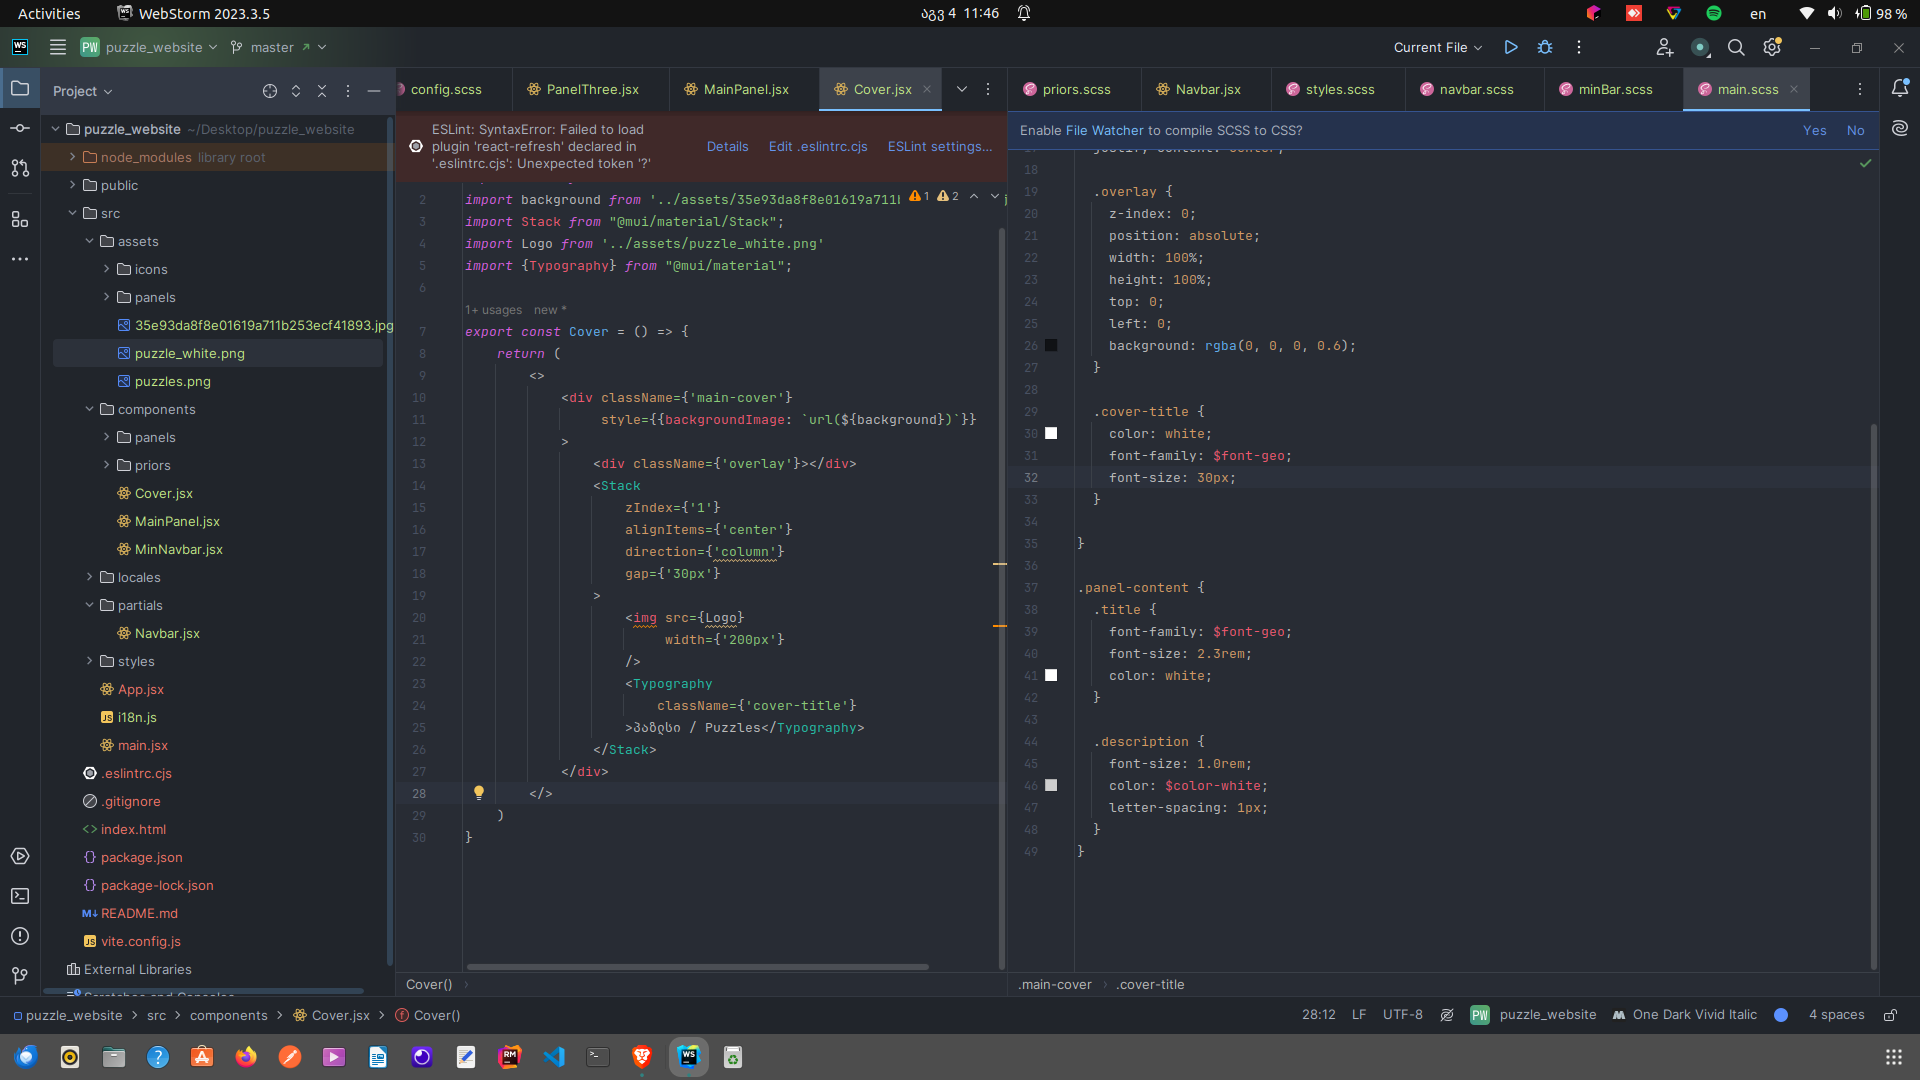 Activities
WebStorm 2023.3.5
აგვ 4 11:46
en
98 %
WS
PW puzzle_website
master
Current File
Project
config.scss
PanelThree.jsx
MainPanel.jsx
Cover.jsx
priors.scss
Navbar.jsx
styles.scss
navbar.scss
minBar.scss
main.scss
puzzle_website ~/Desktop/puzzle_website
node_modules library root
public
src
assets
icons
panels
35e93da8f8e01619a711b253ecf41893.jpg
puzzle_white.png
puzzles.png
components
panels
priors
Cover.jsx
MainPanel.jsx
MinNavbar.jsx
locales
partials
Navbar.jsx
styles
App.jsx
i18n.js
main.jsx
.eslintrc.cjs
.gitignore
index.html
package.json
package-lock.json
README.md
vite.config.js
External Libraries
Scratches and Consoles
ESLint: SyntaxError: Failed to load
plugin 'react-refresh' declared in
'.eslintrc.cjs': Unexpected token '?'
Details
Edit .eslintrc.cjs
ESLint settings...
1 2
2 import background from '../assets/35e93da8f8e01619a711b
3 import Stack from "@mui/material/Stack";
4 import Logo from '../assets/puzzle_white.png'
5 import {Typography} from "@mui/material";
6
1+ usages new *
7 export const Cover = () => {
8 return (
9 <>
10 <div className={'main-cover'}
11 style={{backgroundImage: `url(${background})`}}
12 >
13 <div className={'overlay'}></div>
14 <Stack
15 zIndex={'1'}
16 alignItems={'center'}
17 direction={'column'}
18 gap={'30px'}
19 >
20 <img src={Logo}
21 width={'200px'}
22 />
23 <Typography
24 className={'cover-title'}
25 >პაზლსი / Puzzles</Typography>
26 </Stack>
27 </div>
28 </>
29 )
30 }
Cover()
Enable File Watcher to compile SCSS to CSS?
Yes
No
17 justify-content: center;
18
19 .overlay {
20 z-index: 0;
21 position: absolute;
22 width: 100%;
23 height: 100%;
24 top: 0;
25 left: 0;
26 background: rgba(0, 0, 0, 0.6);
27 }
28
29 .cover-title {
30 color: white;
31 font-family: $font-geo;
32 font-size: 30px;
33 }
34
35 }
36
37 .panel-content {
38 .title {
39 font-family: $font-geo;
40 font-size: 2.3rem;
41 color: white;
42 }
43
44 .description {
45 font-size: 1.0rem;
46 color: $color-white;
47 letter-spacing: 1px;
48 }
49 }
.main-cover .cover-title
puzzle_website src components Cover.jsx Cover()
28:12
LF
UTF-8
PW puzzle_website
One Dark Vivid Italic
4 spaces
RM
WS